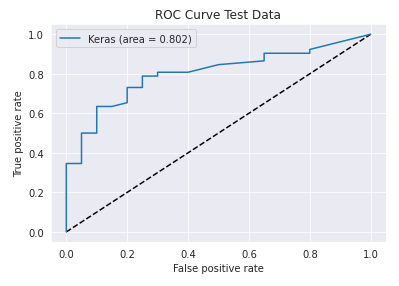 ROC Curve Test Data
Keras (area = 0.802)
True positive rate
1.0
0.8
0.6
0.4
0.2
0.0
0.0 0.2 0.4 0.6 0.8 1.0
False positive rate